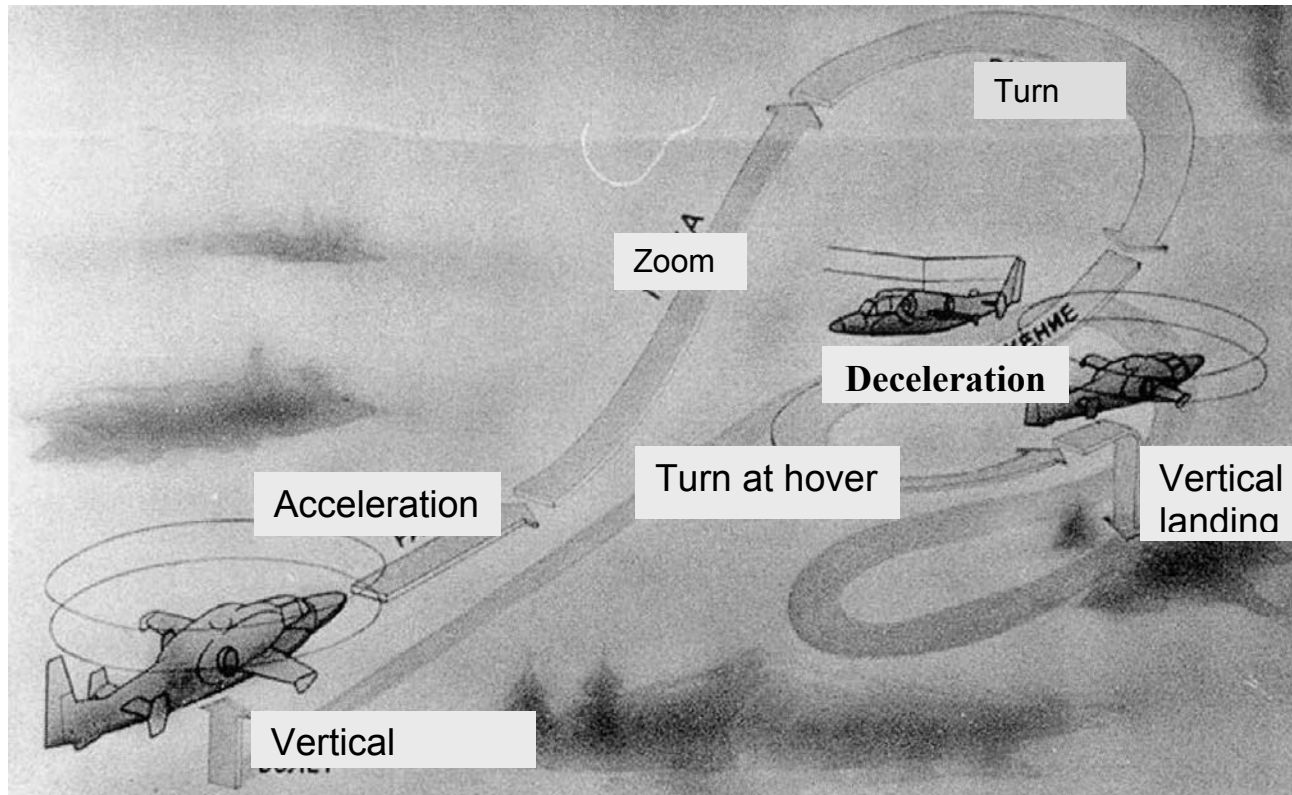 Turn
Zoom
Deceleration
Turn at hover
Acceleration
Vertical
landing
Vertical